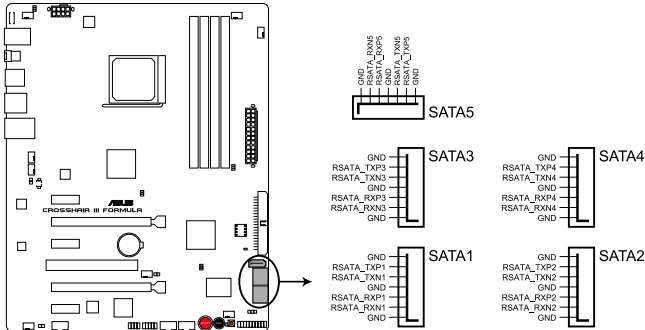 GND
RSATA_RXN5
RSATA_RXP5
GND
RSATA_TXN5
RSATA_TXP5
GND
SATA5
GND
RSATA_TXP3
RSATA_TXN3
GND
RSATA_RXP3
RSATA_RXN3
GND
SATA3
GND
RSATA_TXP4
RSATA_TXN4
GND
RSATA_RXP4
RSATA_RXN4
GND
SATA4
ASUS
CROSSHAIR III FORMULA
GND
RSATA_TXP1
RSATA_TXN1
GND
RSATA_RXP1
RSATA_RXN1
GND
SATA1
GND
RSATA_TXP2
RSATA_TXN2
GND
RSATA_RXP2
RSATA_RXN2
GND
SATA2